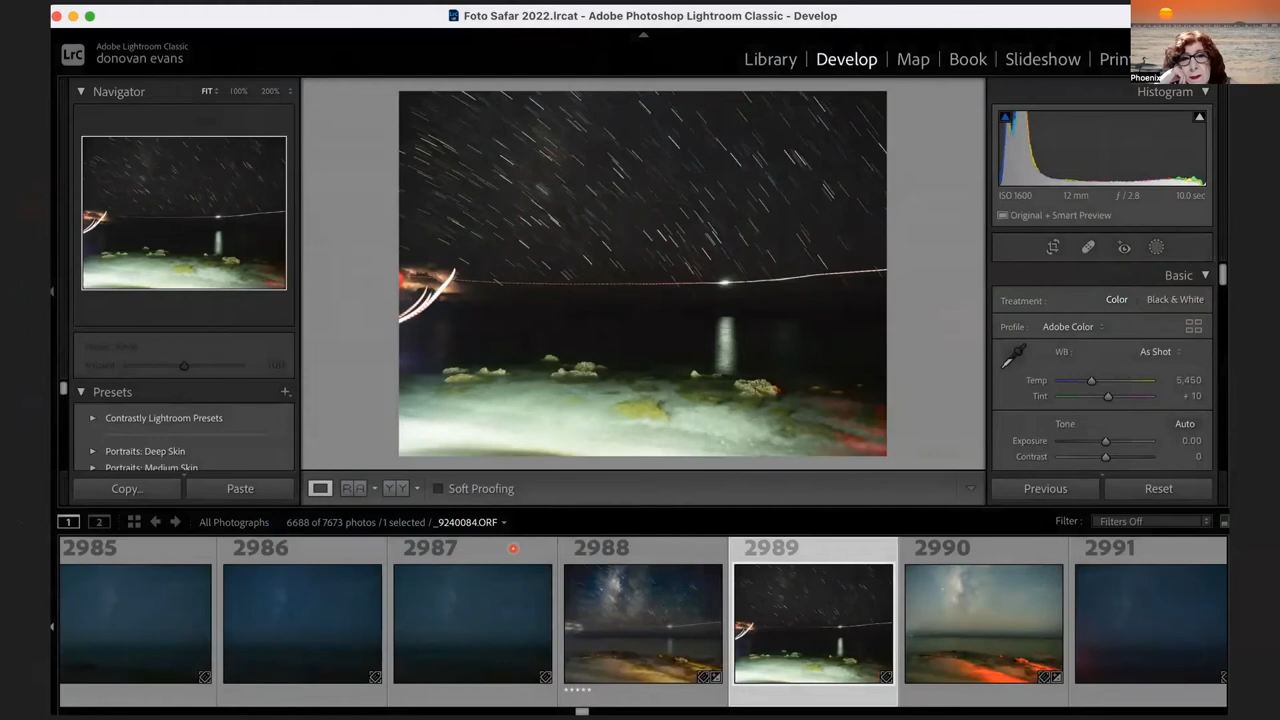 Foto Safar 2022.lrcat - Adobe Photoshop Lightroom Classic - Develop
LrC
Adobe Lightroom Classic
donovan evans
Library | Develop | Map | Book | Slideshow |
Phoenix
Navigator
FIT 100% 200%
Histogram
ISO 1600 12 mm ƒ / 2.8 10.0 sec
Original + Smart Preview
Basic
Treatment : Color Black & White
Profile : Adobe Color
WB : As Shot
Temp 5,450
Tint + 10
Tone Auto
Exposure 0.00
Contrast 0
Presets +
Contrastly Lightroom Presets
Portraits: Deep Skin
Portraits: Medium Skin
Copy... Paste
RA YY Soft Proofing
Previous Reset
1 2 All Photographs 6688 of 7673 photos / 1 selected / _9240084.ORF
Filter : Filters Off
2985 2986 2987 2988 2989 2990 2991